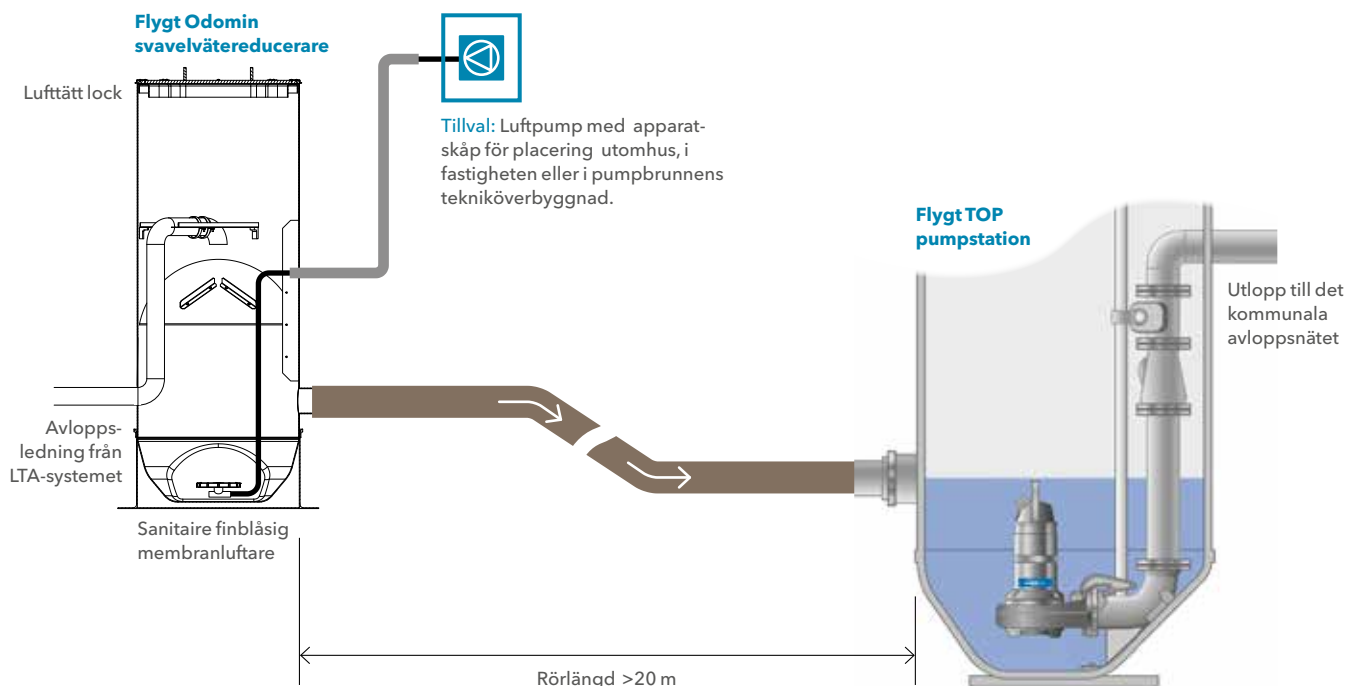 Flygt Odomin
svavelvätereducerare
Lufttätt lock
Tillval: Luftpump med apparat-
skåp för placering utomhus, i
fastigheten eller i pumpbrunnens
tekniköverbyggnad.
Flygt TOP
pumpstation
Utlopp till det
kommunala
avloppsnätet
Avlopps-
ledning från
LTA-systemet
Sanitaire finblåsig
membranluftare
Rörlängd >20 m